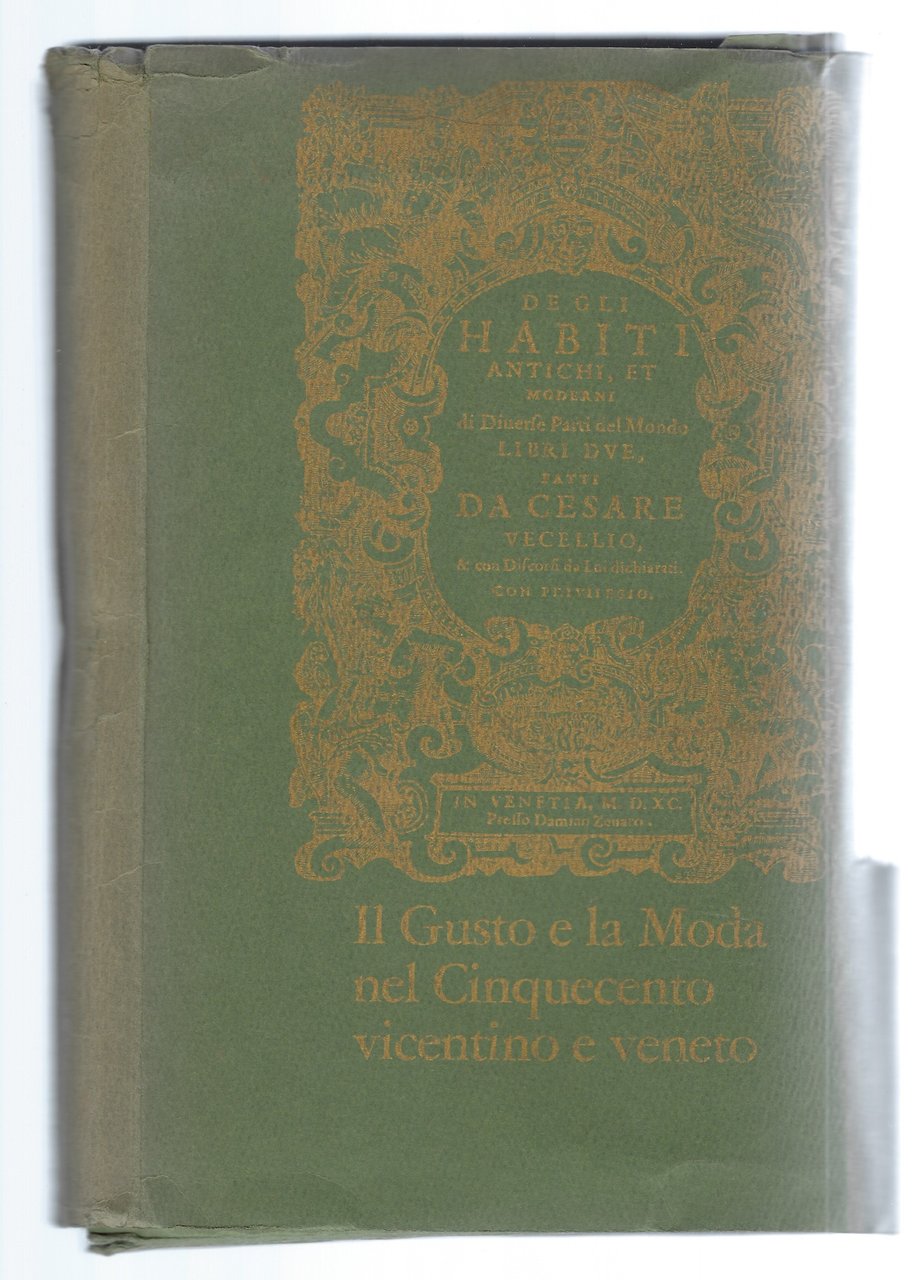 DE GLI
HABITI
ANTICHI, ET
MODERNI
di Diuerſe Parti del Mondo
LIBRI DVE,
FATTI
DA CESARE
VECELLIO,
& con Diſcorſi da Lui dichiarati.
CON PRIVILEGIO.
IN VENETIA, M. D. XC.
Preſſo Damian Zenaro.
Il Gusto e la Moda
nel Cinquecento
vicentino e veneto